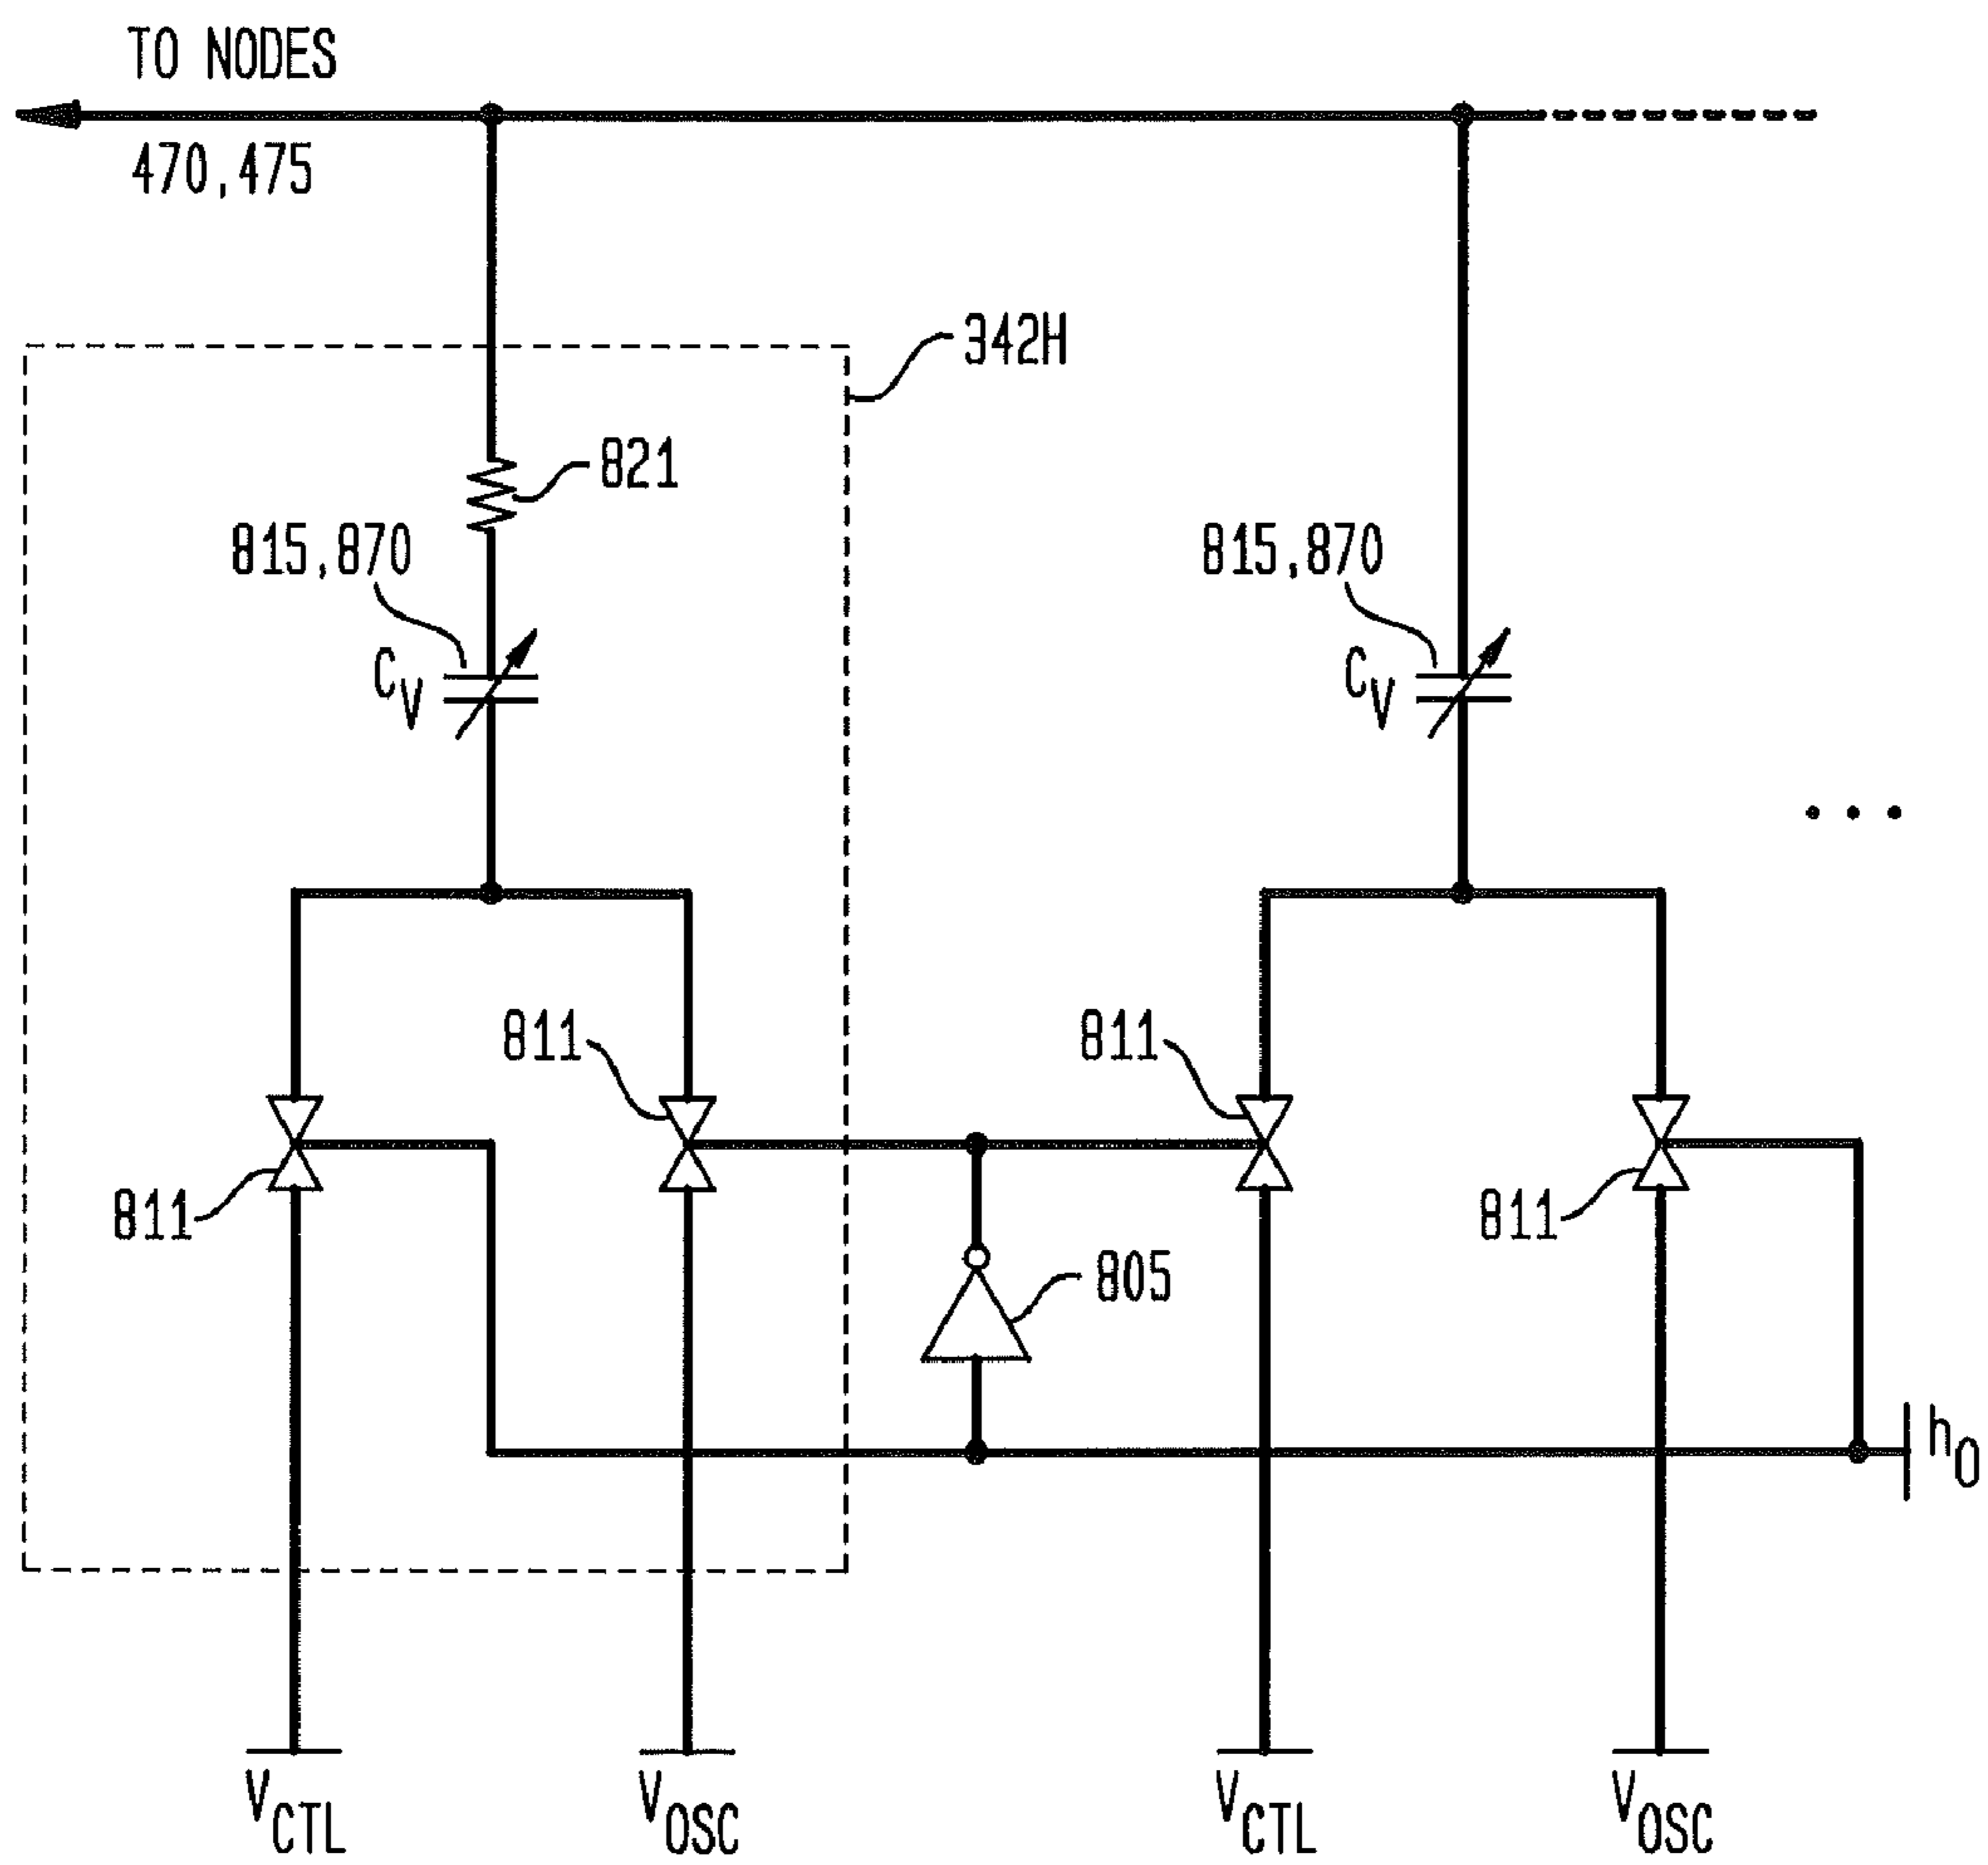 TO NODES
470,475
342H
821
815,870
815,870
C_V
C_V
811
811
811
811
805
h_0
V_CTL
V_OSC
V_CTL
V_OSC